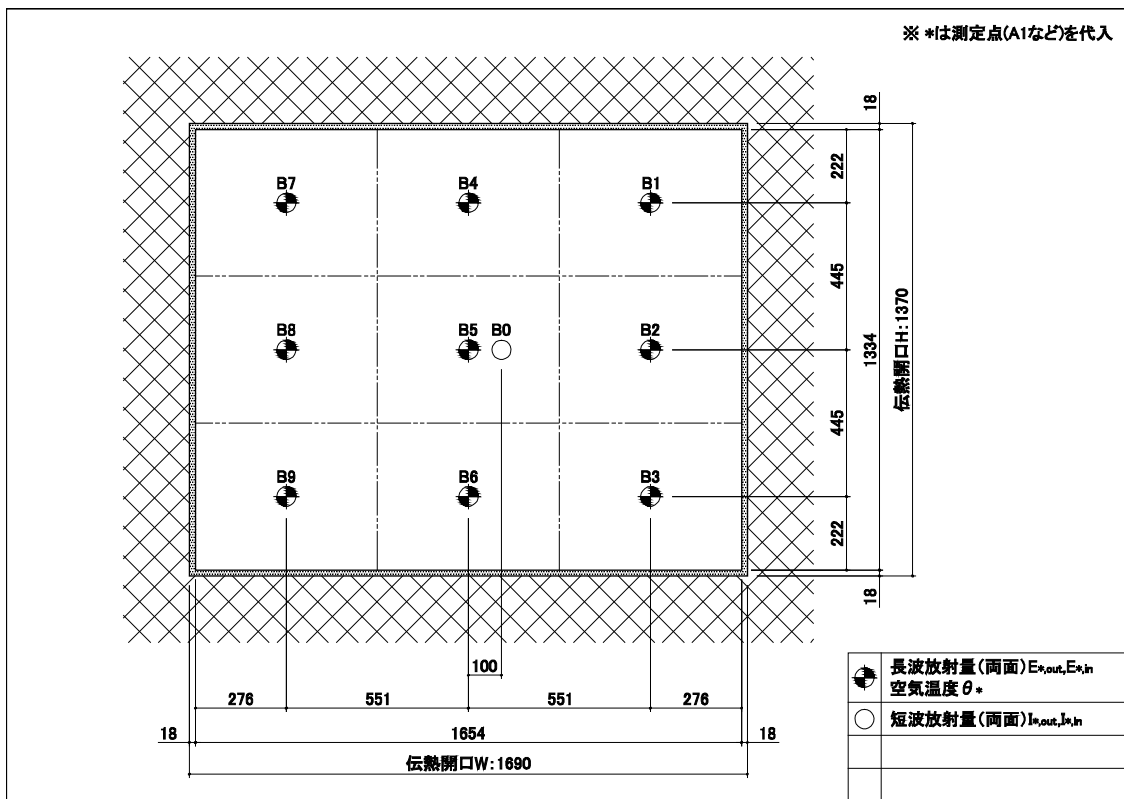 ※ *は測定点(A1など)を代入
18
B7 B4 B1
222
445
B8 B5 B0 B2
1334
伝熱開口H:1370
445
B9 B6 B3
222
18
100
276 551 551 276
18 1654 18
伝熱開口W:1690
長波放射量(両面)E*,out,E*,in
空気温度θ*
短波放射量(両面)I*,out,I*,in